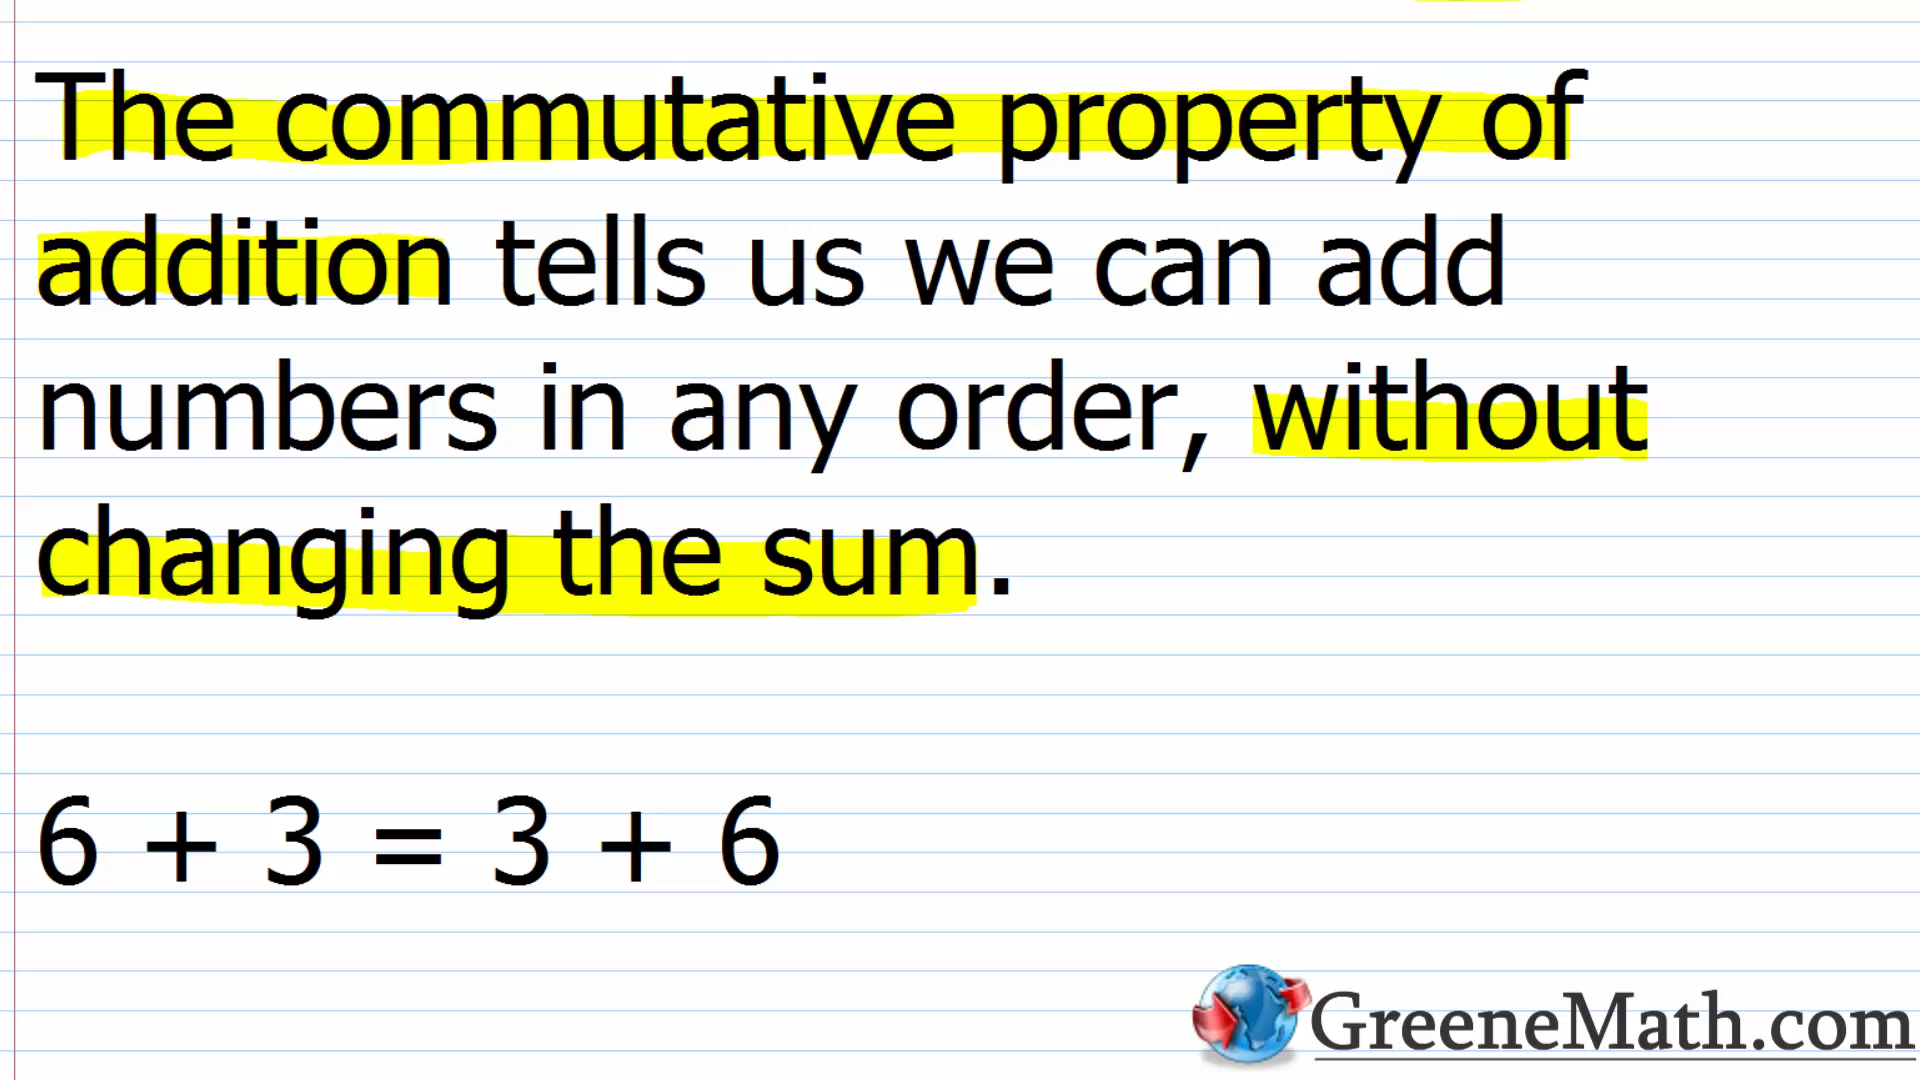 The commutative property of
addition tells us we can add
numbers in any order, without
changing the sum.
6 + 3 = 3 + 6
GreeneMath.com